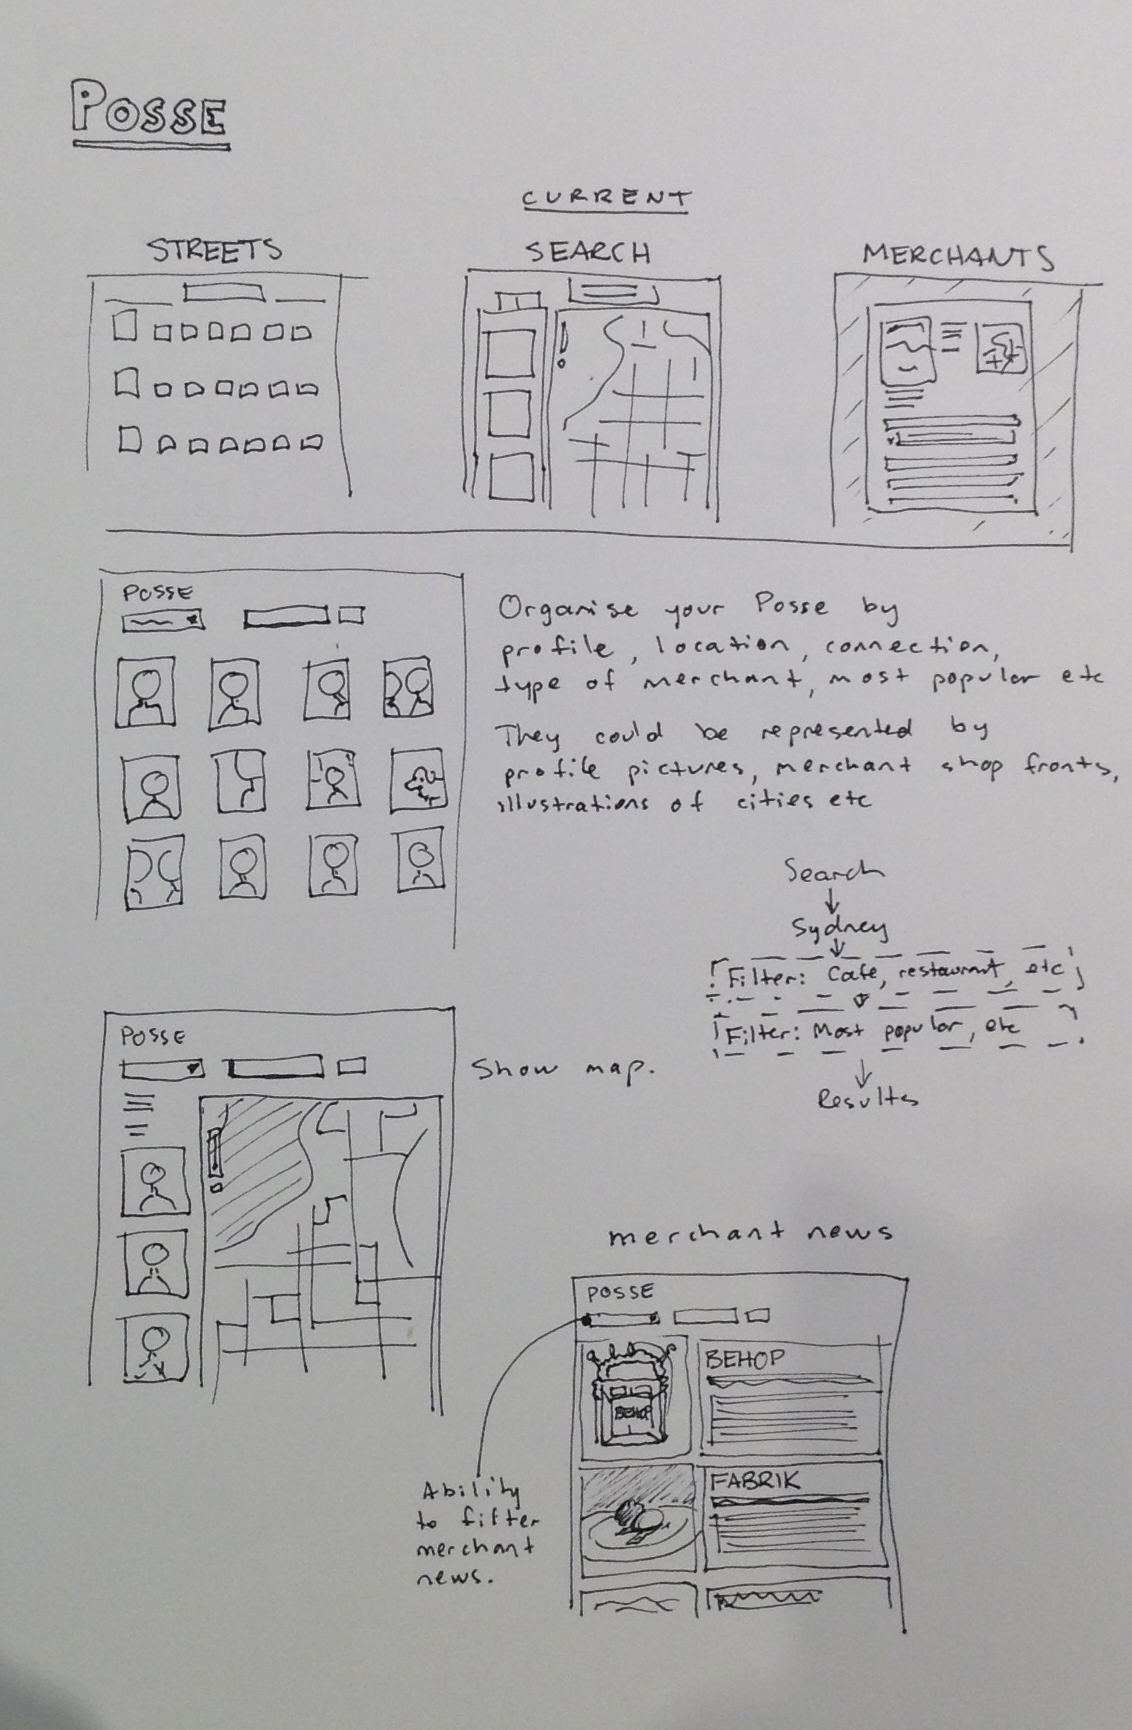 POSSE
CURRENT
STREETS
SEARCH
MERCHANTS
POSSE
Organise your Posse by
profile, location, connection,
type of merchant, most popular etc
They could be represented by
profile pictures, merchant shop fronts,
illustrations of cities etc
Search
Sydney
Filter: Cafe, restaurant, etc
Filter: Most popular, etc
Results
POSSE
Show map.
merchant news
POSSE
BEHOP
BEHOP
FABRIK
Ability
to filter
merchant
news.